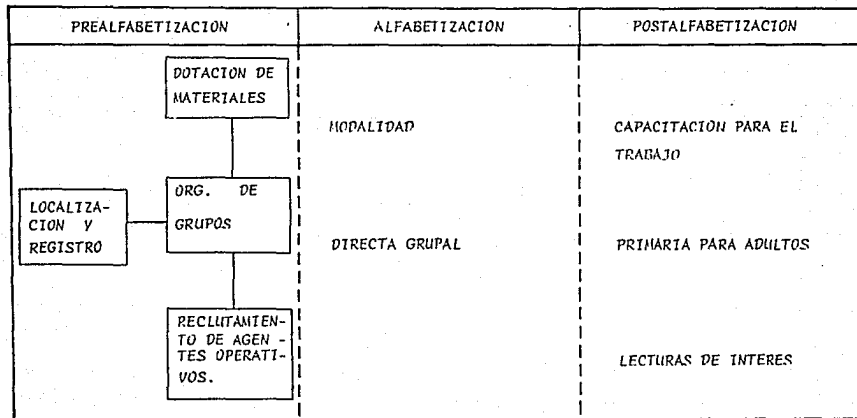 PREALFABETIZACION
ALFABETIZACION
POSTALFABETIZACION
DOTACION DE
MATERIALES
ORG. DE
GRUPOS
LOCALIZA-
CION Y
REGISTRO
RECLUTAMIEN-
TO DE AGEN -
TES OPERATI-
VOS.
MODALIDAD
DIRECTA GRUPAL
CAPACITACION PARA EL
TRABAJO
PRIMARIA PARA ADULTOS
LECTURAS DE INTERES